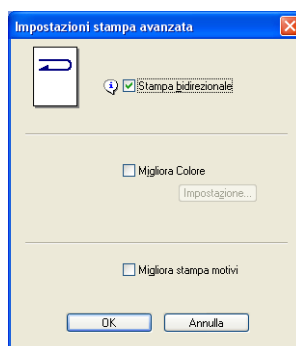 Impostazioni stampa avanzata
Stampa bidirezionale
Migliora Colore
Impostazione...
Migliora stampa motivi
OK
Annulla